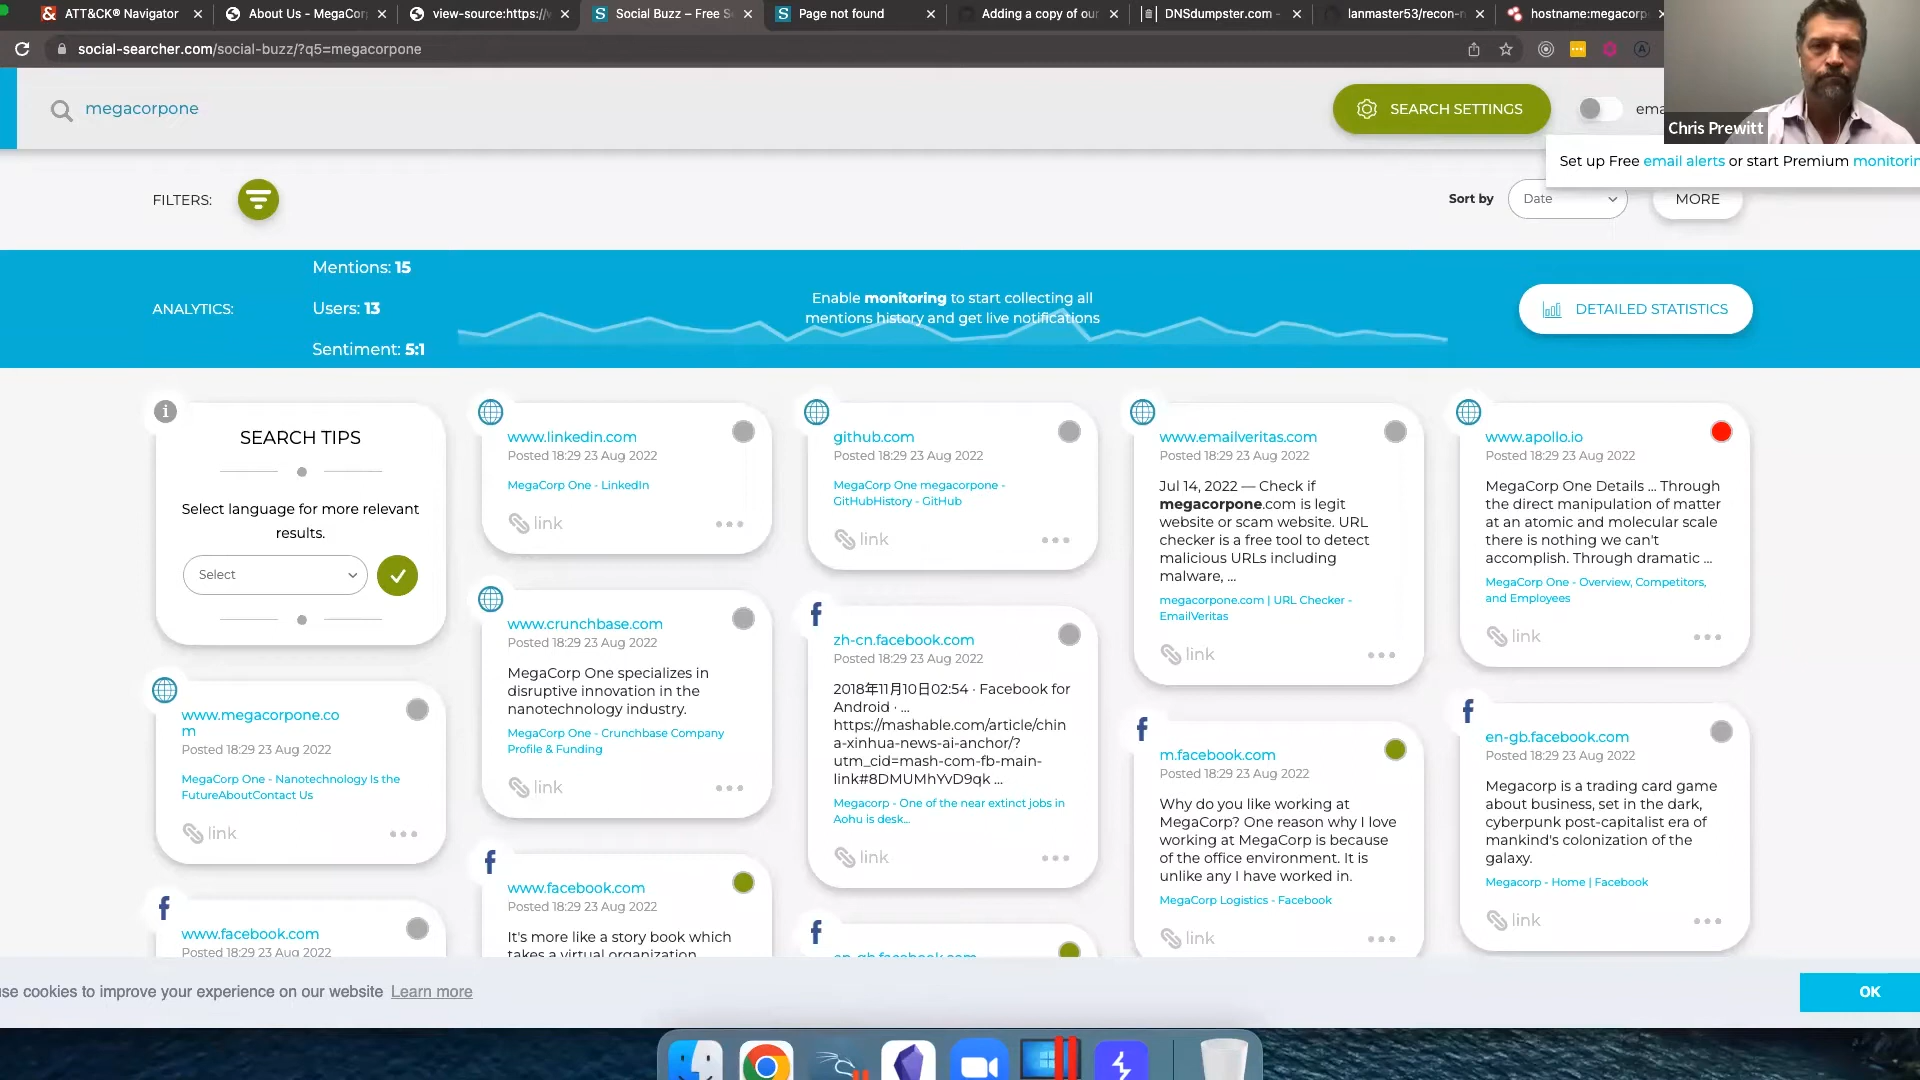 ATT&CK® Navigator
About Us - MegaCor
view-source:https://
Social Buzz – Free S
Page not found
Adding a copy of our
DNSdumpster.com -
lanmaster53/recon-
hostname:megacorp
social-searcher.com/social-buzz/?q5=megacorpone
megacorpone
SEARCH SETTINGS
ema
Chris Prewitt
Set up Free email alerts or start Premium monitorin
FILTERS:
Sort by
Date
MORE
ANALYTICS:
Mentions: 15
Users: 13
Sentiment: 5:1
Enable monitoring to start collecting all
mentions history and get live notifications
DETAILED STATISTICS
SEARCH TIPS
Select language for more relevant
results.
Select
www.megacorpone.co
m
Posted 18:29 23 Aug 2022
MegaCorp One - Nanotechnology Is the
FutureAboutContact Us
link
www.facebook.com
Posted 18:29 23 Aug 2022
www.linkedin.com
Posted 18:29 23 Aug 2022
MegaCorp One - LinkedIn
link
www.crunchbase.com
Posted 18:29 23 Aug 2022
MegaCorp One specializes in
disruptive innovation in the
nanotechnology industry.
MegaCorp One - Crunchbase Company
Profile & Funding
link
www.facebook.com
Posted 18:29 23 Aug 2022
It's more like a story book which
takes a virtual organization
github.com
Posted 18:29 23 Aug 2022
MegaCorp One megacorpone -
GitHubHistory - GitHub
link
zh-cn.facebook.com
Posted 18:29 23 Aug 2022
2018年11月10日02:54 · Facebook for
Android · ...
https://mashable.com/article/chin
a-xinhua-news-ai-anchor/?
utm_cid=mash-com-fb-main-
link#8DMUMhYvD9qk ...
Megacorp - One of the near extinct jobs in
Aohu is desk...
link
en-gb.facebook.com
www.emailveritas.com
Posted 18:29 23 Aug 2022
Jul 14, 2022 — Check if
megacorpone.com is legit
website or scam website. URL
checker is a free tool to detect
malicious URLs including
malware, ...
megacorpone.com | URL Checker -
EmailVeritas
link
m.facebook.com
Posted 18:29 23 Aug 2022
Why do you like working at
MegaCorp? One reason why I love
working at MegaCorp is because
of the office environment. It is
unlike any I have worked in.
MegaCorp Logistics - Facebook
link
www.apollo.io
Posted 18:29 23 Aug 2022
MegaCorp One Details ... Through
the direct manipulation of matter
at an atomic and molecular scale
there is nothing we can't
accomplish. Through dramatic ...
MegaCorp One - Overview, Competitors,
and Employees
link
en-gb.facebook.com
Posted 18:29 23 Aug 2022
Megacorp is a trading card game
about business, set in the dark,
cyberpunk post-capitalist era of
mankind's colonization of the
galaxy.
Megacorp - Home | Facebook
link
se cookies to improve your experience on our website Learn more
OK